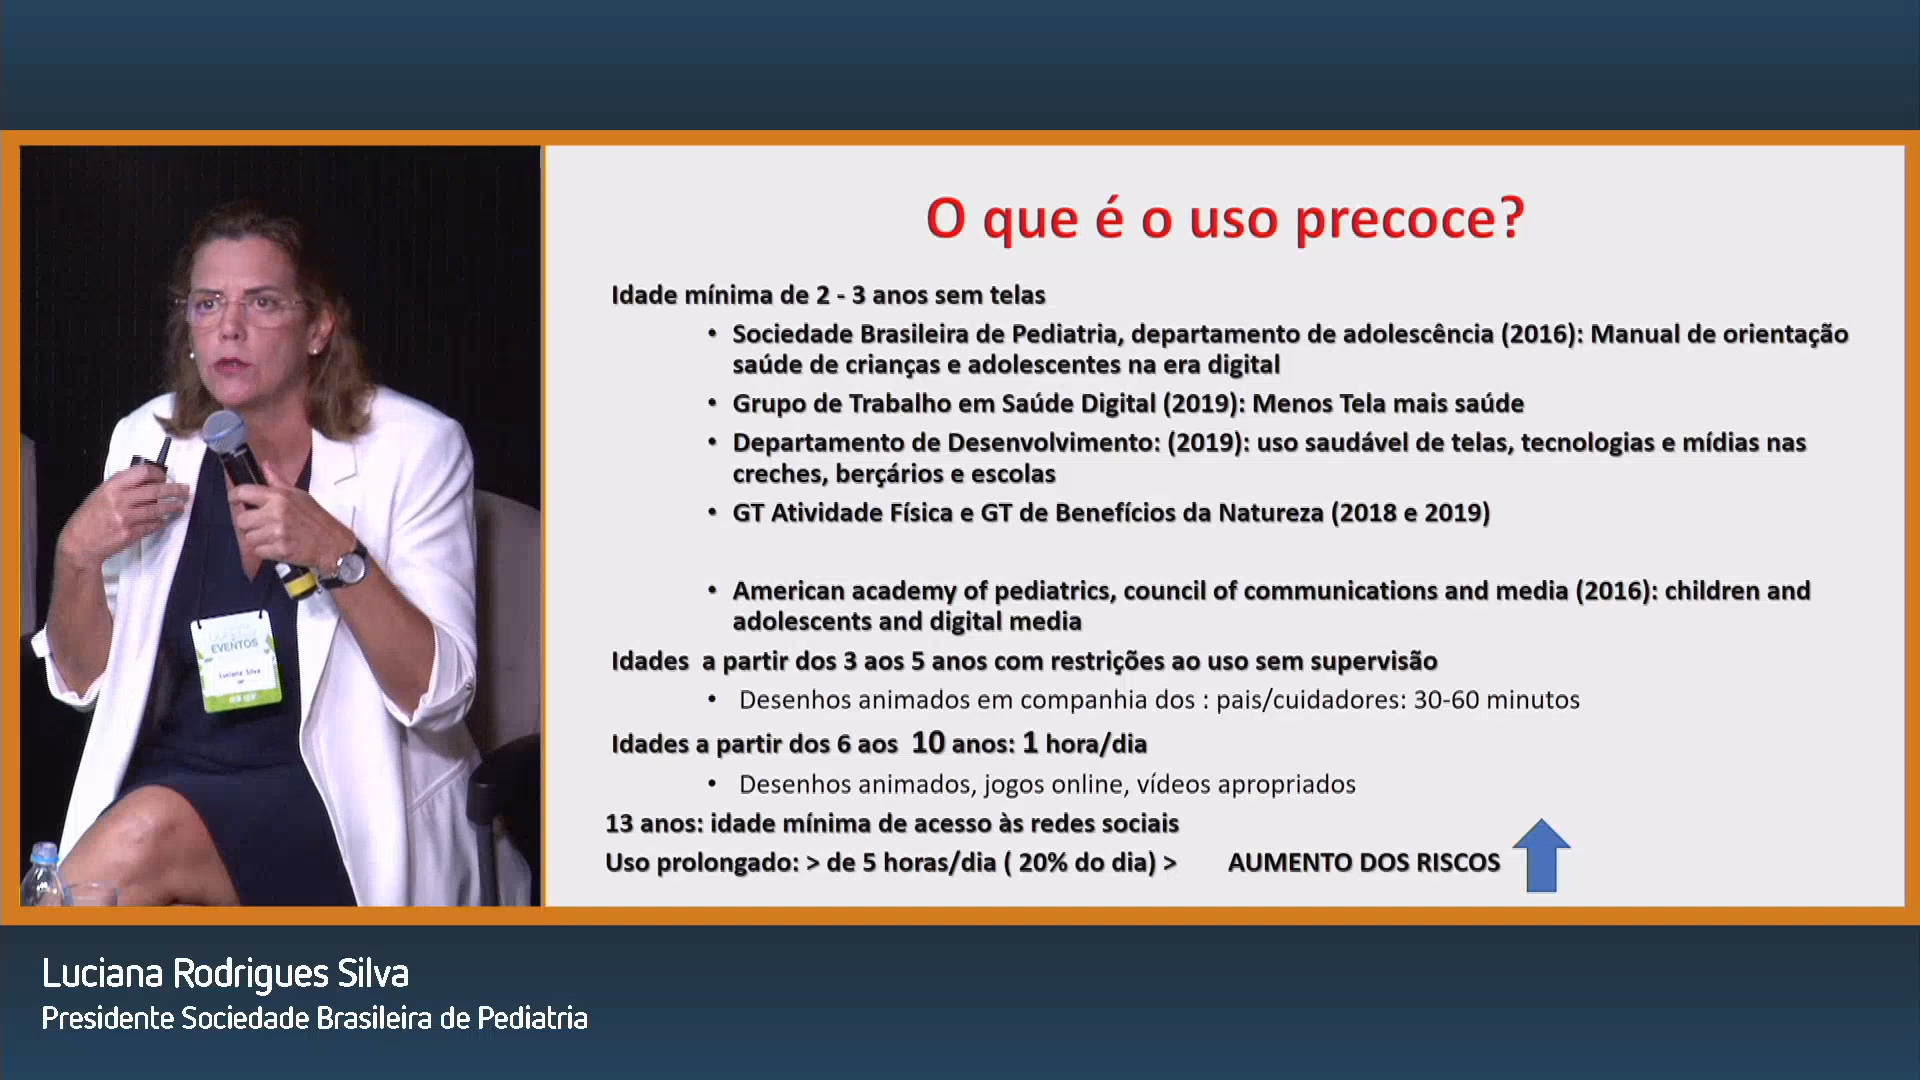 O que é o uso precoce?
Idade mínima de 2 - 3 anos sem telas
• Sociedade Brasileira de Pediatria, departamento de adolescência (2016): Manual de orientação
saúde de crianças e adolescentes na era digital
• Grupo de Trabalho em Saúde Digital (2019): Menos Tela mais saúde
• Departamento de Desenvolvimento: (2019): uso saudável de telas, tecnologias e mídias nas
creches, berçários e escolas
• GT Atividade Física e GT de Benefícios da Natureza (2018 e 2019)
• American academy of pediatrics, council of communications and media (2016): children and
adolescents and digital media
Idades a partir dos 3 aos 5 anos com restrições ao uso sem supervisão
• Desenhos animados em companhia dos : pais/cuidadores: 30-60 minutos
Idades a partir dos 6 aos 10 anos: 1 hora/dia
• Desenhos animados, jogos online, vídeos apropriados
13 anos: idade mínima de acesso às redes sociais
Uso prolongado: > de 5 horas/dia ( 20% do dia) > AUMENTO DOS RISCOS
EVENTOS
Luciana Silva
Luciana Rodrigues Silva
Presidente Sociedade Brasileira de Pediatria